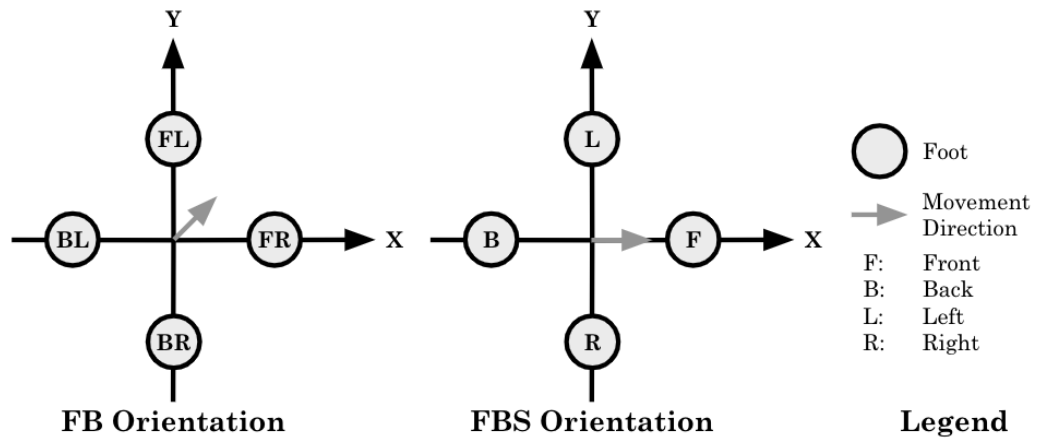 Y
FL
BL
FR
X
BR
FB Orientation
Y
L
B
F
X
R
FBS Orientation
Foot
Movement
Direction
F: Front
B: Back
L: Left
R: Right
Legend